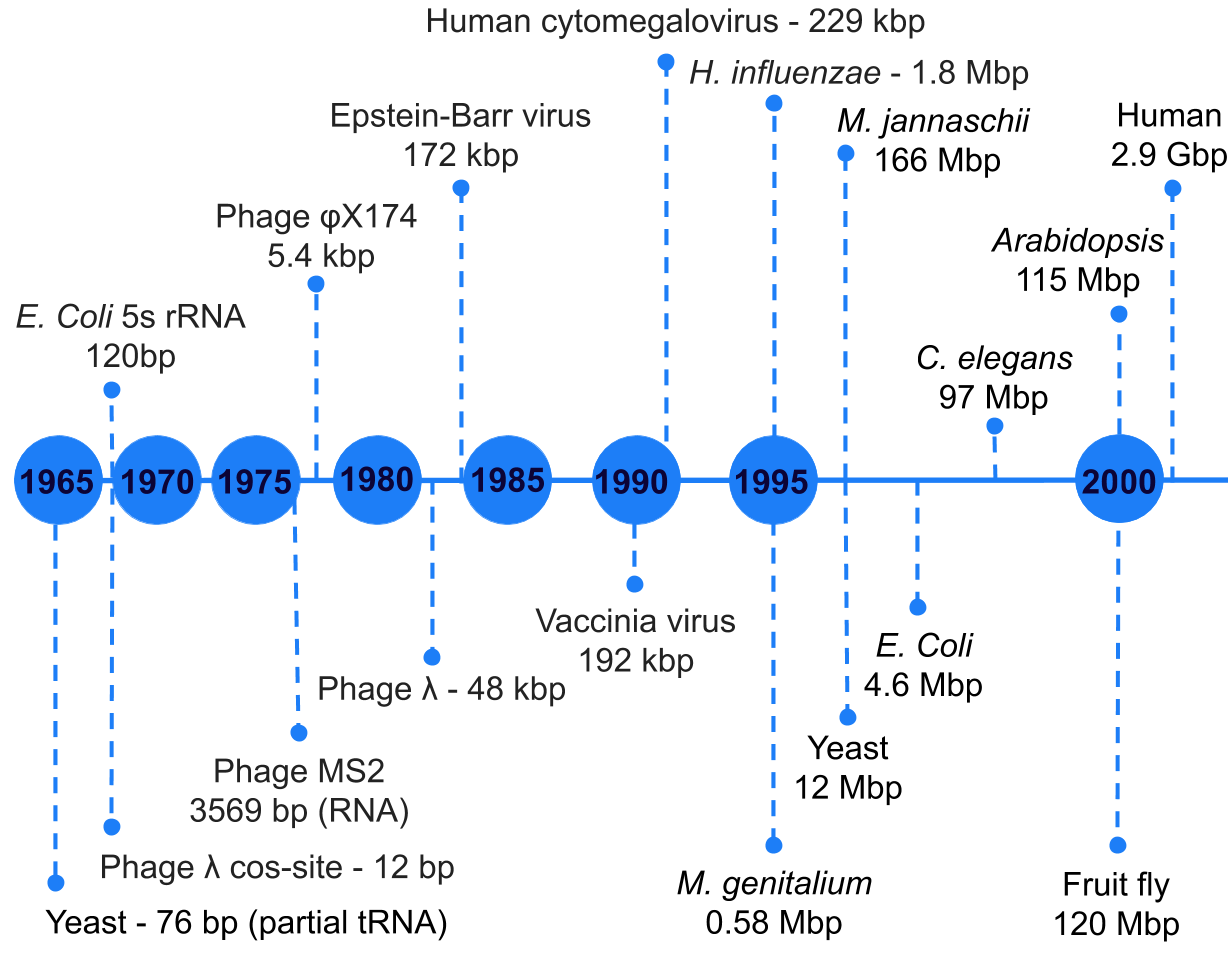 Human cytomegalovirus - 229 kbp
H. influenzae - 1.8 Mbp
M. jannaschii
166 Mbp
Human
2.9 Gbp
Epstein-Barr virus
172 kbp
Phage φX174
5.4 kbp
Arabidopsis
115 Mbp
E. Coli 5s rRNA
120bp
C. elegans
97 Mbp
1965
1970
1975
1980
1985
1990
1995
2000
Vaccinia virus
192 kbp
E. Coli
4.6 Mbp
Phage λ - 48 kbp
Yeast
12 Mbp
Phage MS2
3569 bp (RNA)
Phage λ cos-site - 12 bp
M. genitalium
0.58 Mbp
Fruit fly
120 Mbp
Yeast - 76 bp (partial tRNA)